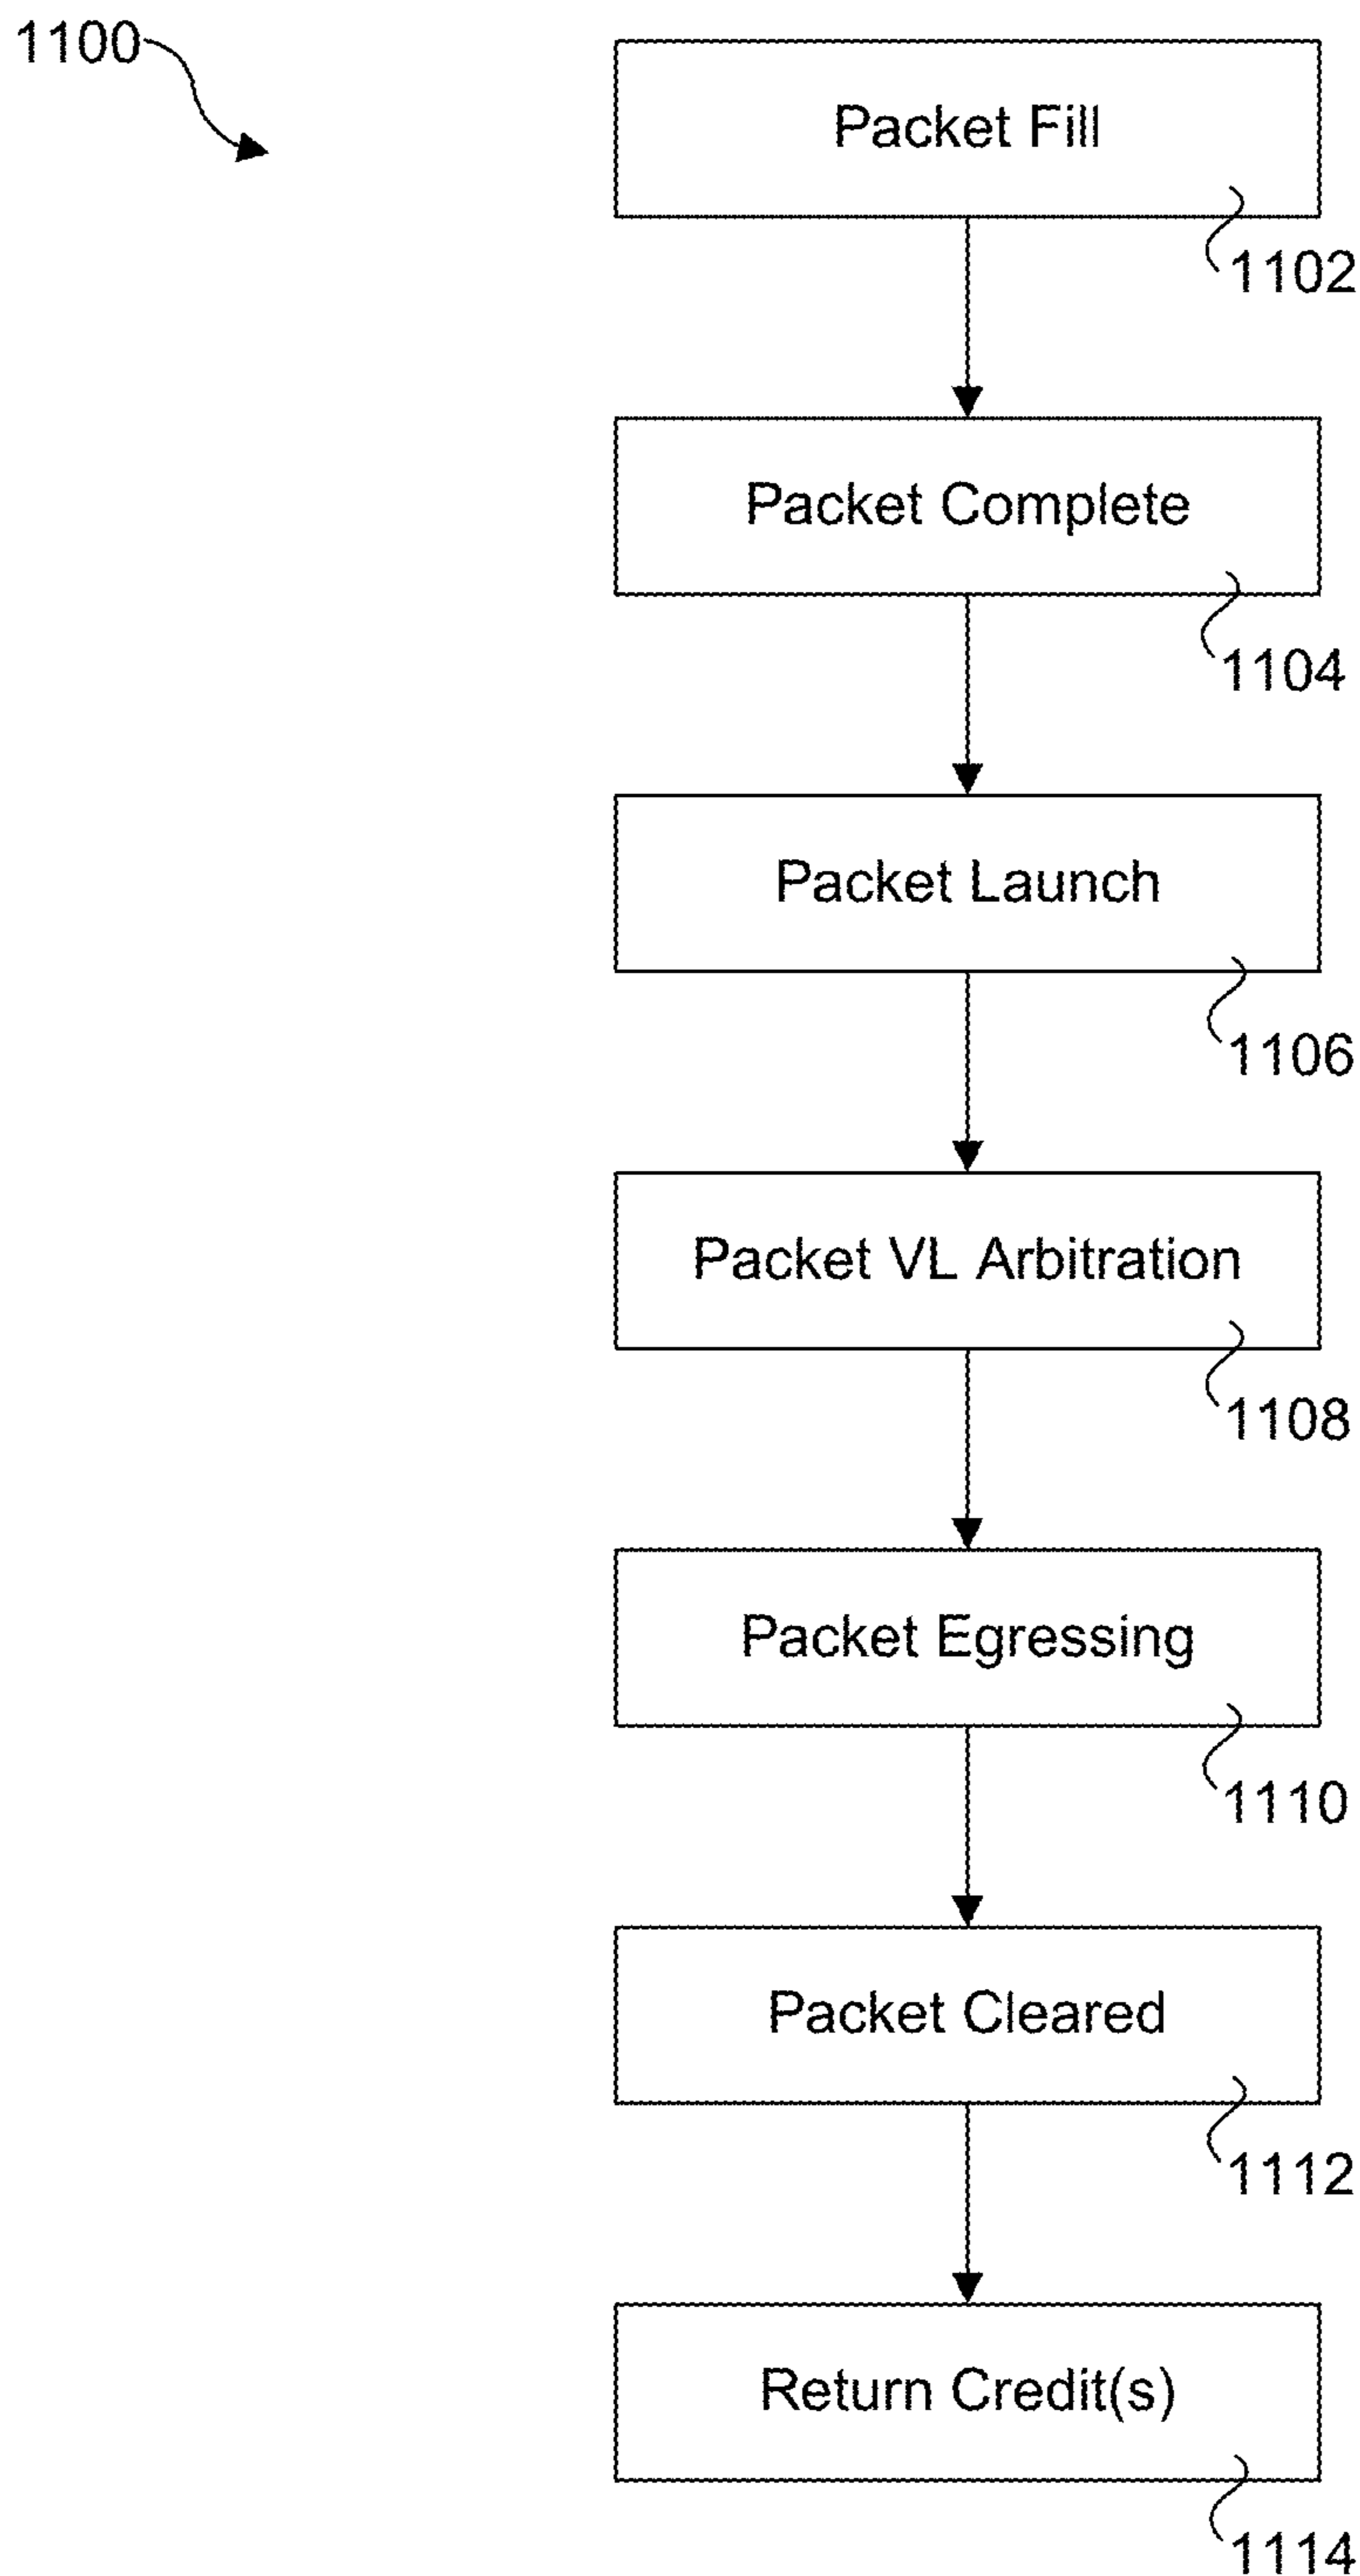 1100
Packet Fill
1102
Packet Complete
1104
Packet Launch
1106
Packet VL Arbitration
1108
Packet Egressing
1110
Packet Cleared
1112
Return Credit(s)
1114